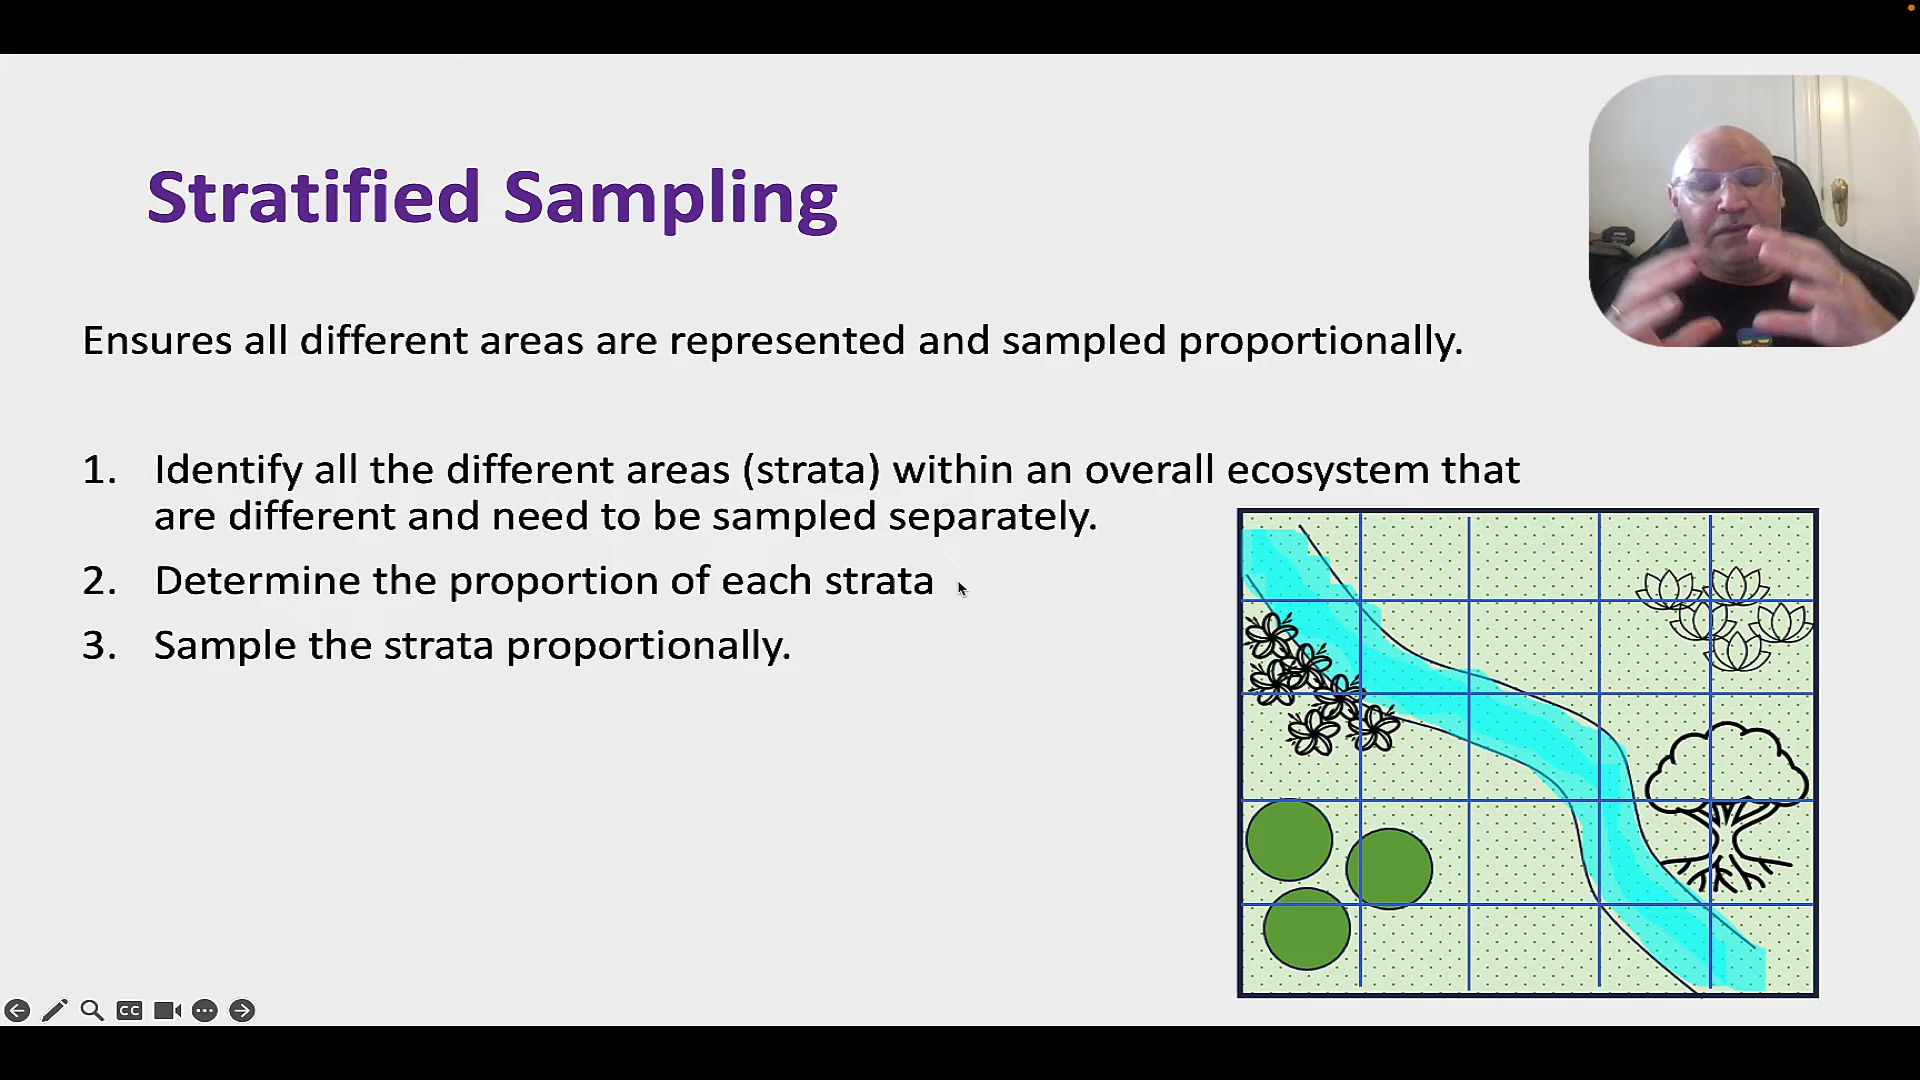 Stratified Sampling
Ensures all different areas are represented and sampled proportionally.
1. Identify all the different areas (strata) within an overall ecosystem that
are different and need to be sampled separately.
2. Determine the proportion of each strata
3. Sample the strata proportionally.
CC